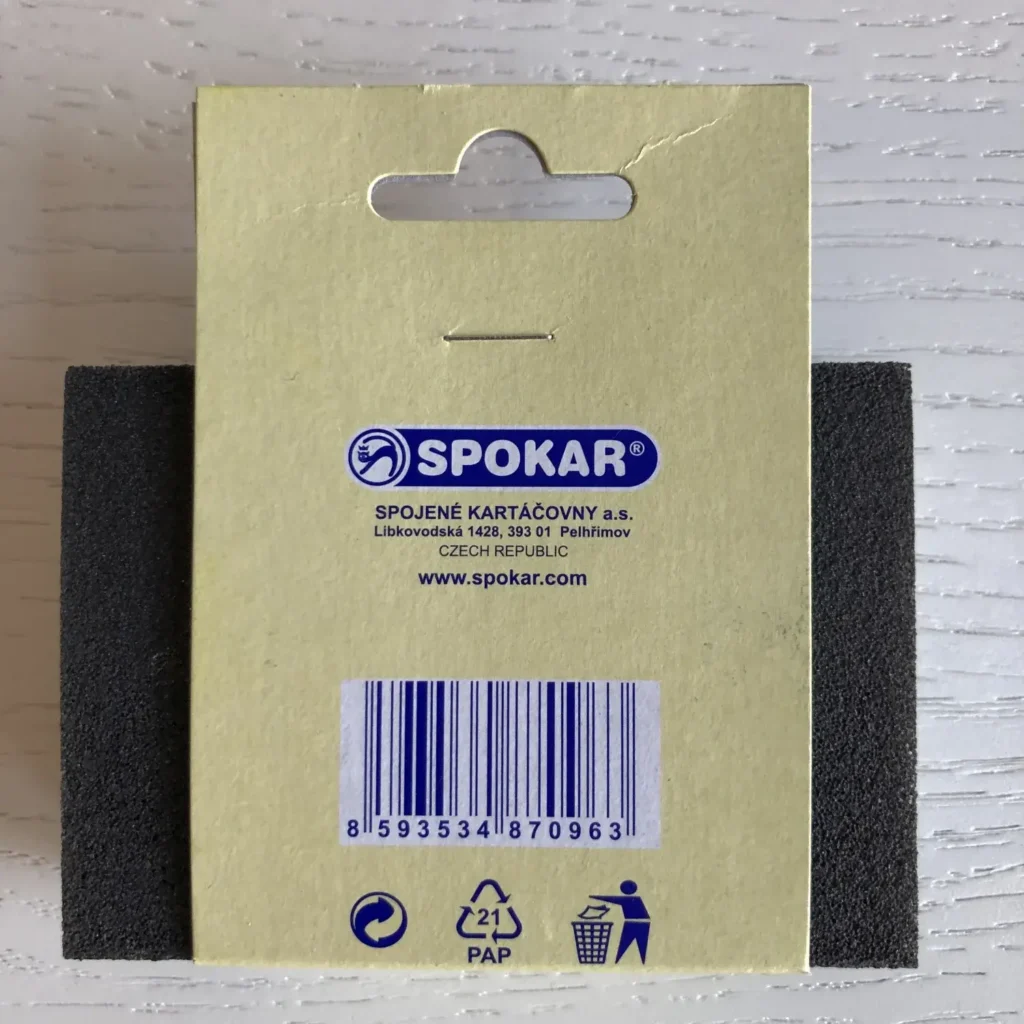 SPOKAR®
SPOJENÉ KARTÁČOVNY a.s.
Libkovodská 1428, 393 01 Pelhřimov
CZECH REPUBLIC
www.spokar.com
8 593534 870963
21
PAP